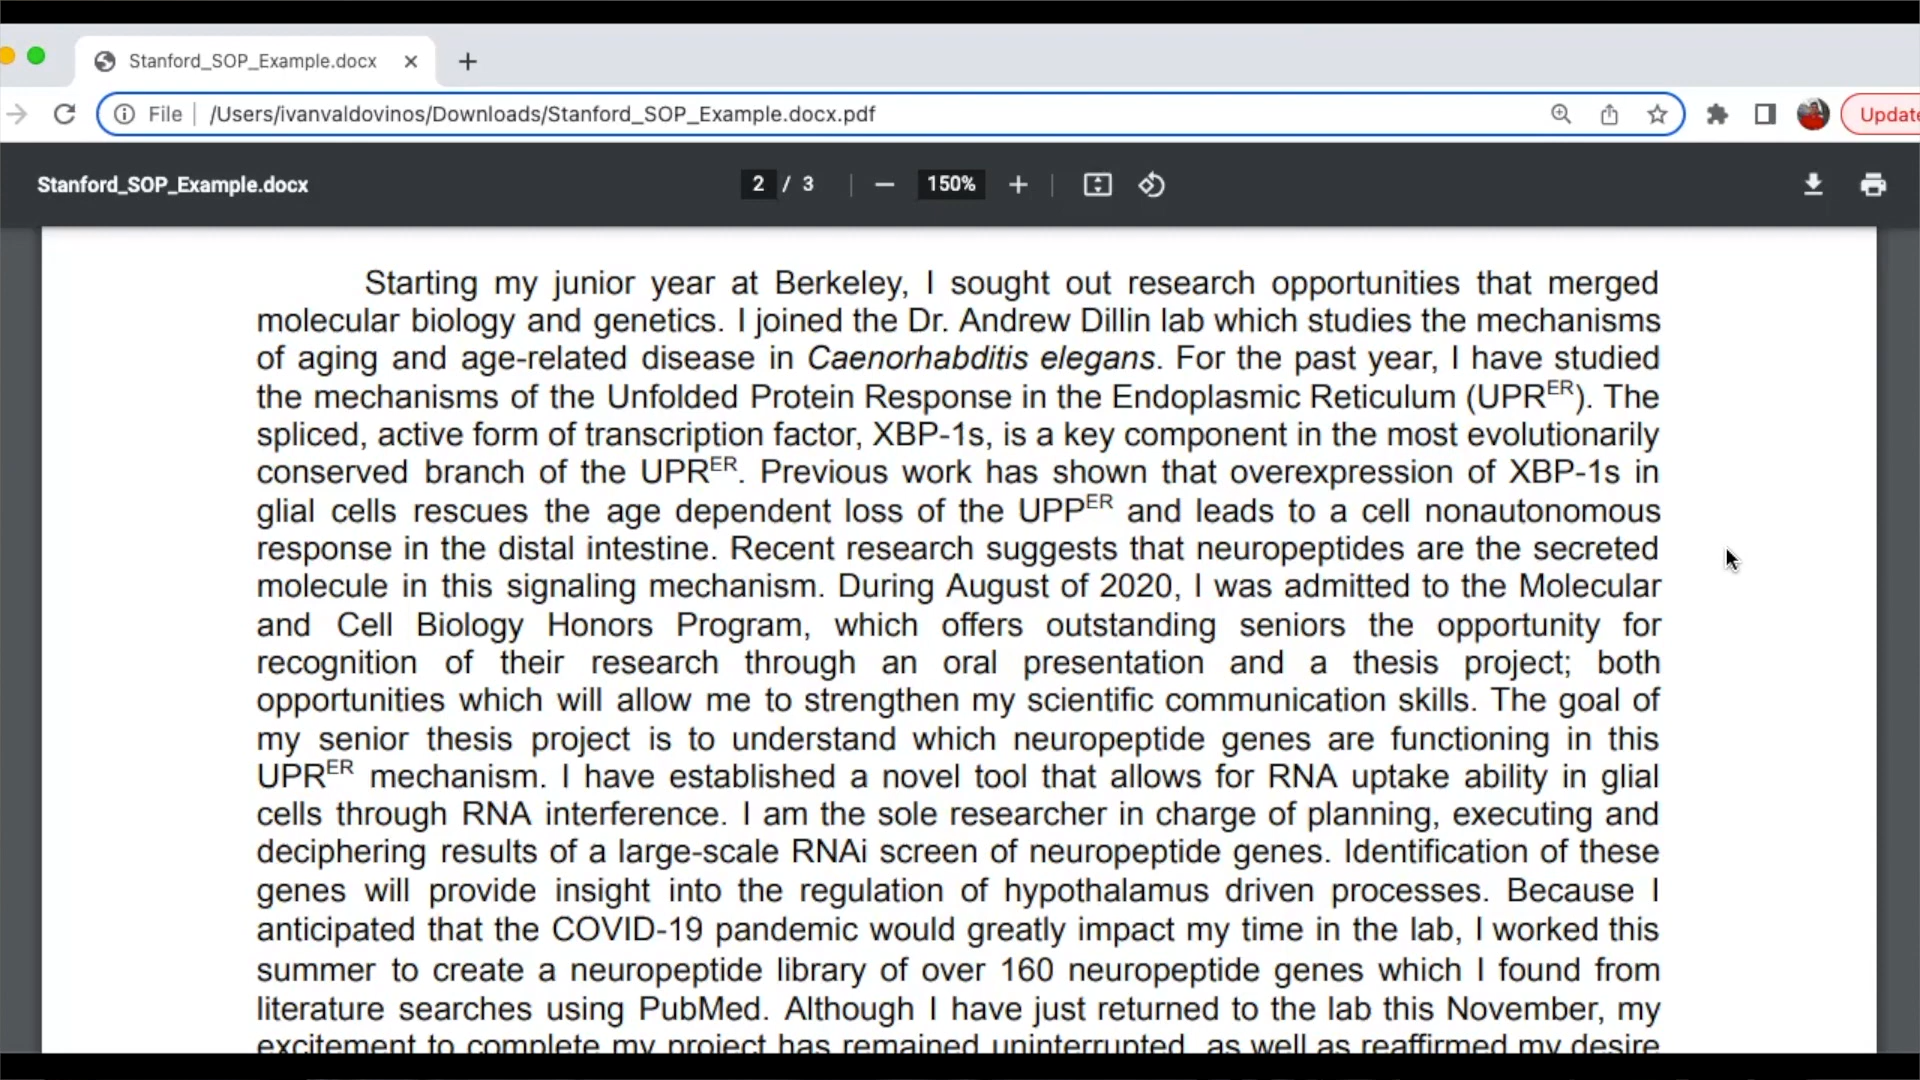 Stanford_SOP_Example.docx
File /Users/ivanvaldovinos/Downloads/Stanford_SOP_Example.docx.pdf
Update
Stanford_SOP_Example.docx 2 / 3 150%
Starting my junior year at Berkeley, I sought out research opportunities that merged
molecular biology and genetics. I joined the Dr. Andrew Dillin lab which studies the mechanisms
of aging and age-related disease in Caenorhabditis elegans. For the past year, I have studied
the mechanisms of the Unfolded Protein Response in the Endoplasmic Reticulum (UPRER). The
spliced, active form of transcription factor, XBP-1s, is a key component in the most evolutionarily
conserved branch of the UPRER. Previous work has shown that overexpression of XBP-1s in
glial cells rescues the age dependent loss of the UPPER and leads to a cell nonautonomous
response in the distal intestine. Recent research suggests that neuropeptides are the secreted
molecule in this signaling mechanism. During August of 2020, I was admitted to the Molecular
and Cell Biology Honors Program, which offers outstanding seniors the opportunity for
recognition of their research through an oral presentation and a thesis project; both
opportunities which will allow me to strengthen my scientific communication skills. The goal of
my senior thesis project is to understand which neuropeptide genes are functioning in this
UPRER mechanism. I have established a novel tool that allows for RNA uptake ability in glial
cells through RNA interference. I am the sole researcher in charge of planning, executing and
deciphering results of a large-scale RNAi screen of neuropeptide genes. Identification of these
genes will provide insight into the regulation of hypothalamus driven processes. Because I
anticipated that the COVID-19 pandemic would greatly impact my time in the lab, I worked this
summer to create a neuropeptide library of over 160 neuropeptide genes which I found from
literature searches using PubMed. Although I have just returned to the lab this November, my
excitement to complete my project has remained uninterrupted, as well as reaffirmed my desire